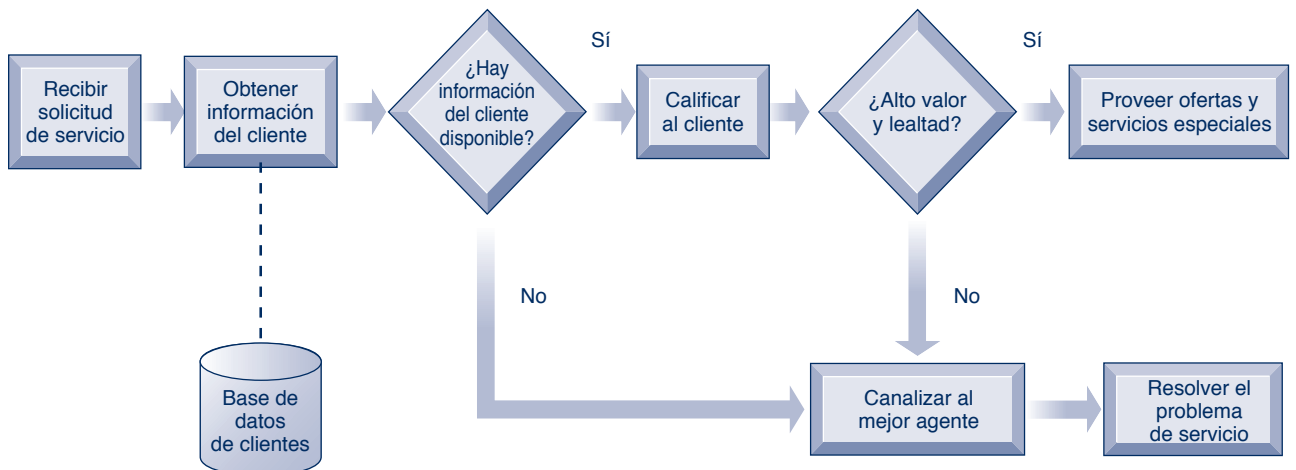 Recibir
solicitud
de servicio
Obtener
información
del cliente
¿Hay
información
del cliente
disponible?
Sí
Calificar
al cliente
¿Alto valor
y lealtad?
Sí
Proveer ofertas y
servicios especiales
No
No
Base de
datos
de clientes
Canalizar al
mejor agente
Resolver el
problema
de servicio